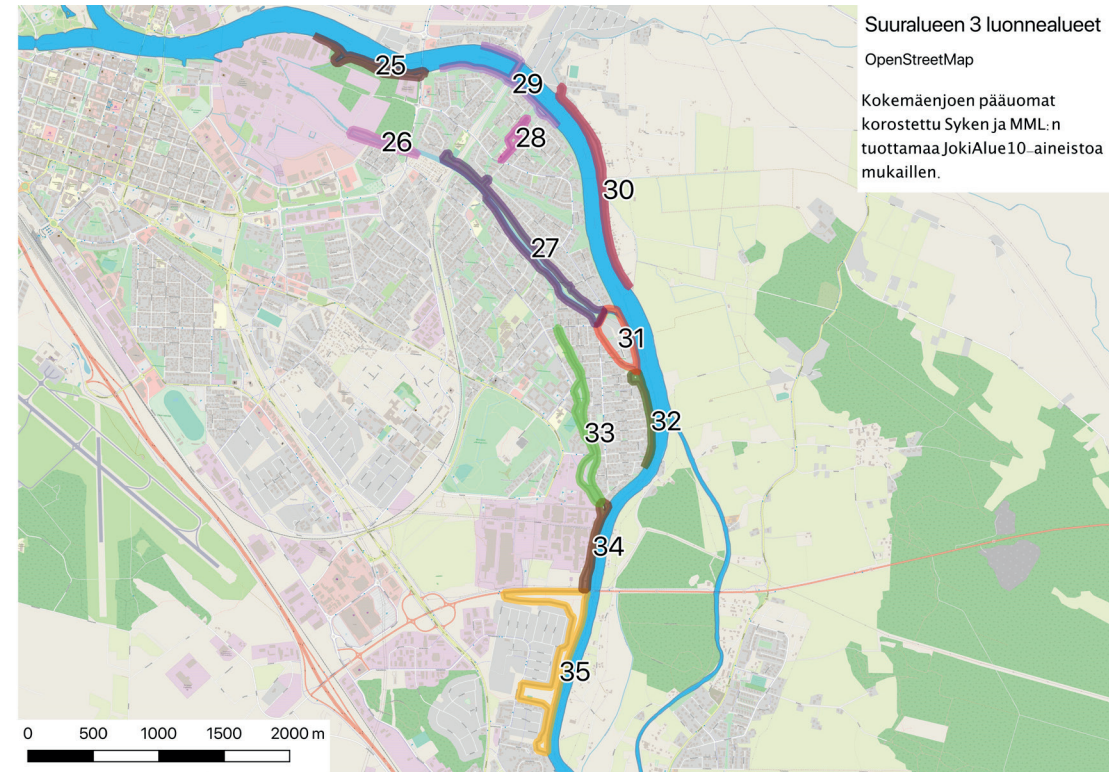 Suuralueen 3 luonnealueet
OpenStreetMap
Kokemäenjoen pääuomat
korostettu Syken ja MML:n
tuottamaa JokiAlue10-aineistoa
mukaillen.
25
29
28
26
30
27
31
32
33
34
35
0 500 1000 1500 2000 m